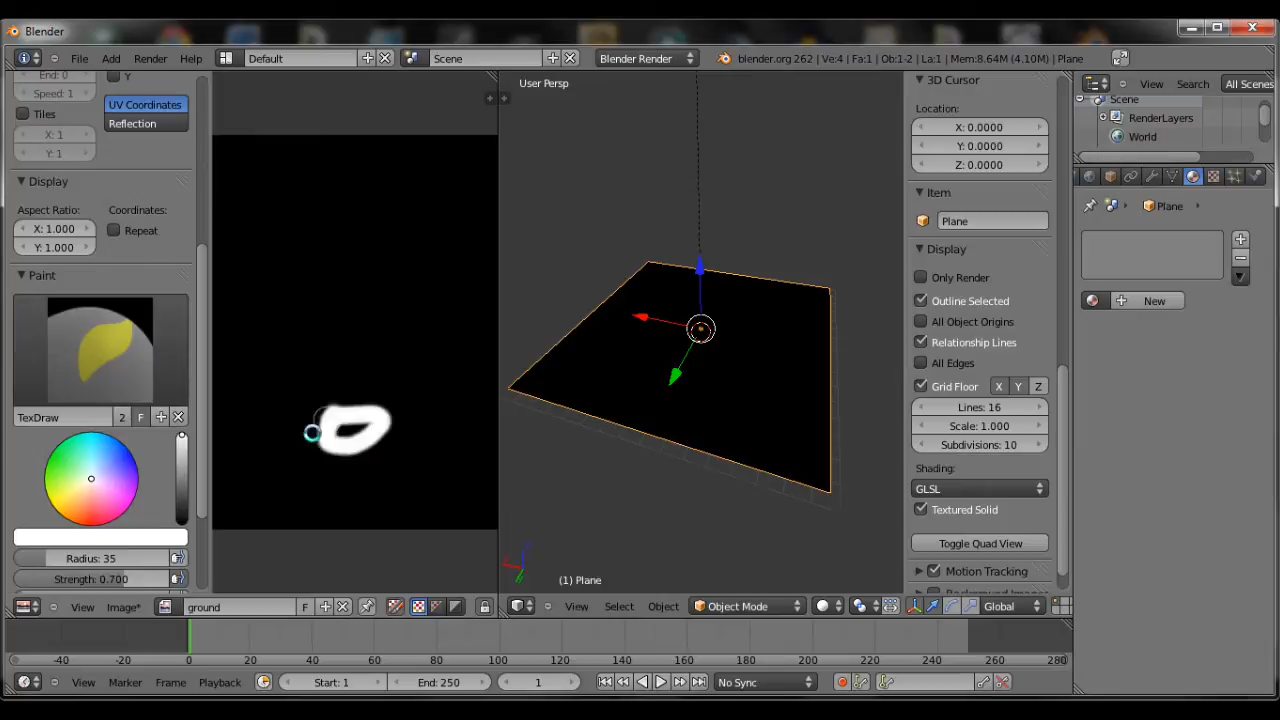 Blender
File Add Render Help Default Scene Blender Render blender.org 262 | Ve:4 | Fa:1 | Ob:1-2 | La:1 | Mem:8.64M (4.10M) | Plane
End: 0 Y
Speed: 1
Tiles
X: 1
Y: 1
UV Coordinates
Reflection
Display
Aspect Ratio: Coordinates:
X: 1.000 Repeat
Y: 1.000
Paint
TexDraw 2 F
Radius: 35
Strength: 0.700
View Image* ground F
User Persp
(1) Plane
View Select Object Object Mode Global
3D Cursor
Location:
X: 0.0000
Y: 0.0000
Z: 0.0000
Item
Plane
Display
Only Render
Outline Selected
All Object Origins
Relationship Lines
All Edges
Grid Floor X Y Z
Lines: 16
Scale: 1.000
Subdivisions: 10
Shading:
GLSL
Textured Solid
Toggle Quad View
Motion Tracking
View Search All Scenes
Scene
RenderLayers
World
Plane
New
-40 -20 0 20 40 60 80 100 120 140 160 180 200 220 240 260 280
View Marker Frame Playback Start: 1 End: 250 1 No Sync